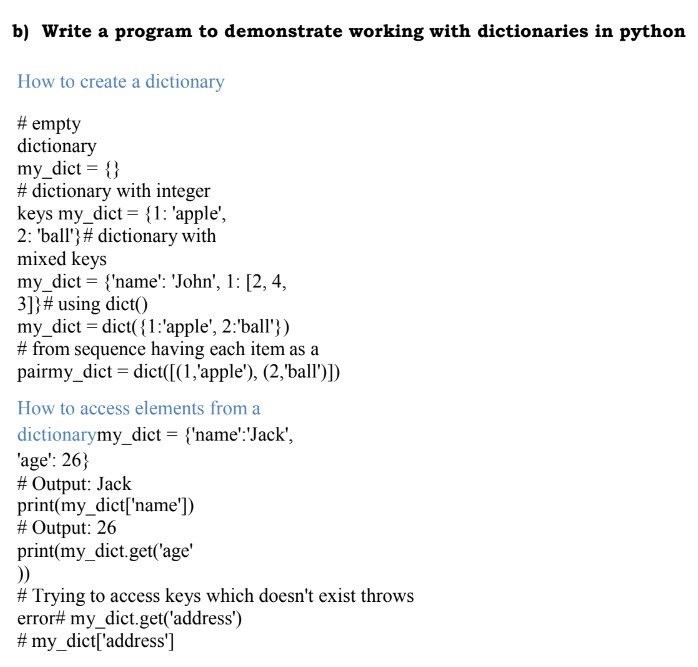 b) Write a program to demonstrate working with dictionaries in python
How to create a dictionary
# empty
dictionary
my_dict = {}
# dictionary with integer
keys my_dict = {1: 'apple',
2: 'ball'}# dictionary with
mixed keys
my_dict = {'name': 'John', 1: [2, 4,
3]}# using dict()
my_dict = dict({1:'apple', 2:'ball'})
# from sequence having each item as a
pairmy_dict = dict([(1,'apple'), (2,'ball')])
How to access elements from a
dictionarymy_dict = {'name':'Jack',
'age': 26}
# Output: Jack
print(my_dict['name'])
# Output: 26
print(my_dict.get('age'
))
# Trying to access keys which doesn't exist throws
error# my_dict.get('address')
# my_dict['address']